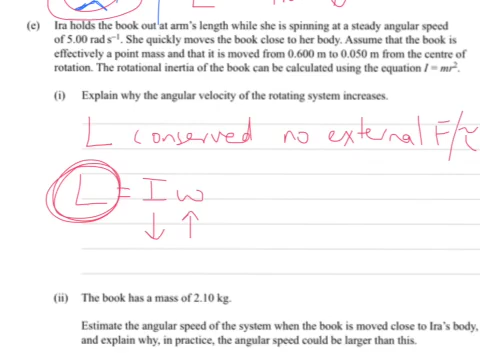 (c) Ira holds the book out at arm's length while she is spinning at a steady angular speed
of 5.00 rad s⁻¹. She quickly moves the book close to her body. Assume that the book is
effectively a point mass and that it is moved from 0.600 m to 0.050 m from the centre of
rotation. The rotational inertia of the book can be calculated using the equation I = mr².
(i) Explain why the angular velocity of the rotating system increases.
L conserved no external F/τ
L = I ω
↓ ↑
(ii) The book has a mass of 2.10 kg.
Estimate the angular speed of the system when the book is moved close to Ira's body,
and explain why, in practice, the angular speed could be larger than this.